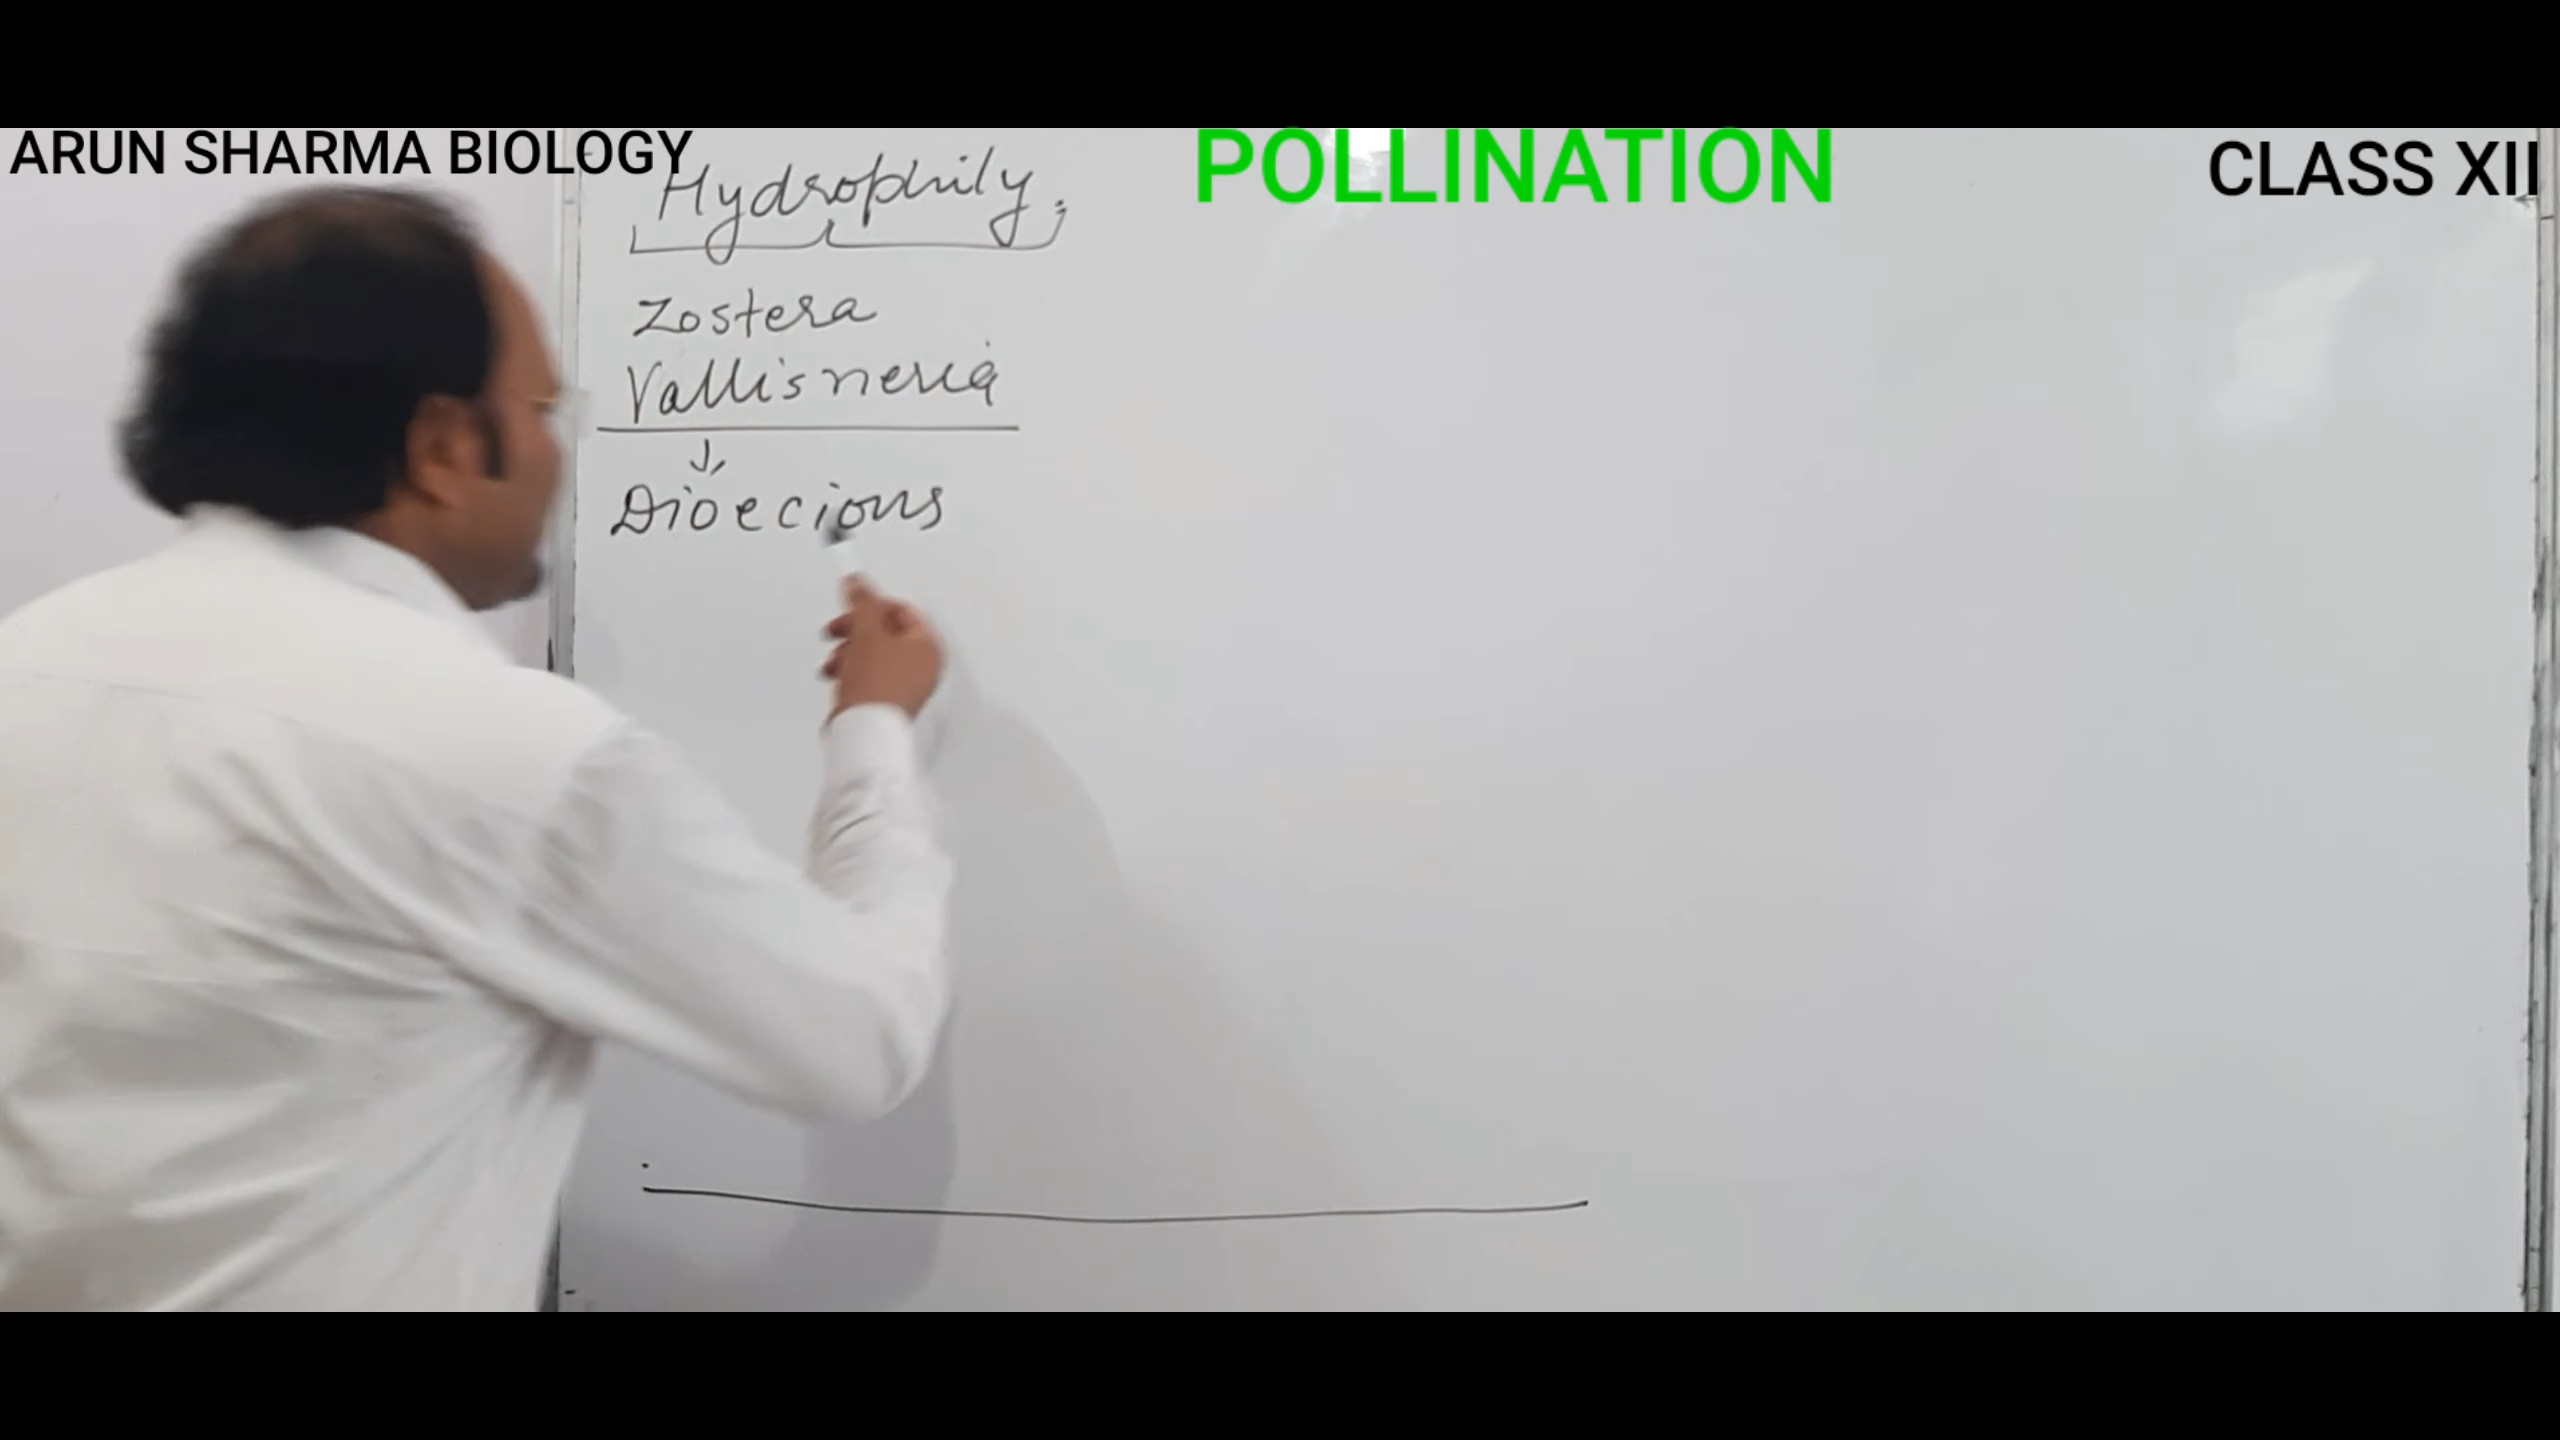 ARUN SHARMA BIOLOGY
POLLINATION
CLASS XII
Hydrophily
Zostera
Vallisneria
Dioecious